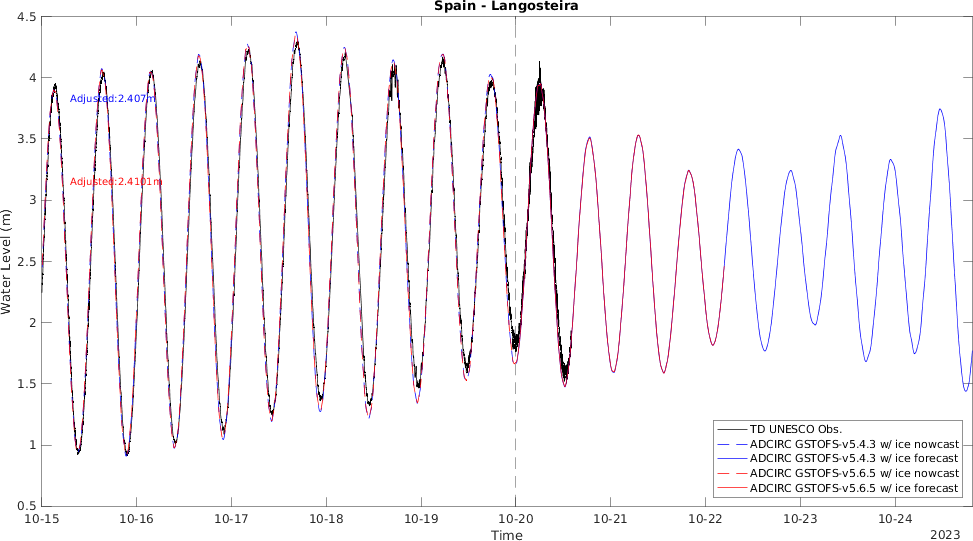 Spain - Langosteira
4.5
4
3.5
3
2.5
2
1.5
1
0.5
Water Level (m)
Adjusted:2.407m
Adjusted:2.4101m
TD UNESCO Obs.
ADCIRC GSTOFS-v5.4.3 w/ ice nowcast
ADCIRC GSTOFS-v5.4.3 w/ ice forecast
ADCIRC GSTOFS-v5.6.5 w/ ice nowcast
ADCIRC GSTOFS-v5.6.5 w/ ice forecast
10-15 10-16 10-17 10-18 10-19 10-20 10-21 10-22 10-23 10-24
Time
2023